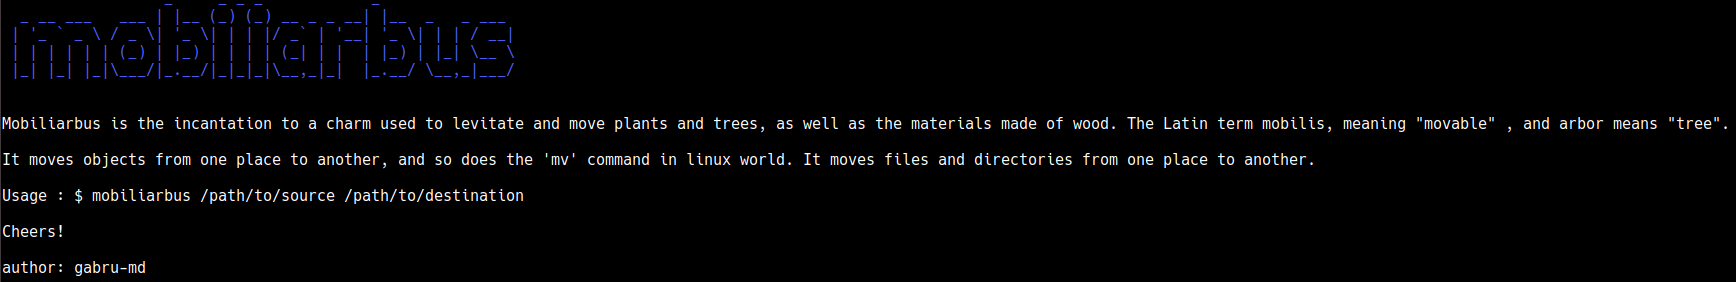 mobiliarbus
Mobiliarbus is the incantation to a charm used to levitate and move plants and trees, as well as the materials made of wood. The Latin term mobilis, meaning "movable" , and arbor means "tree".
It moves objects from one place to another, and so does the 'mv' command in linux world. It moves files and directories from one place to another.
Usage : $ mobiliarbus /path/to/source /path/to/destination
Cheers!
author: gabru-md